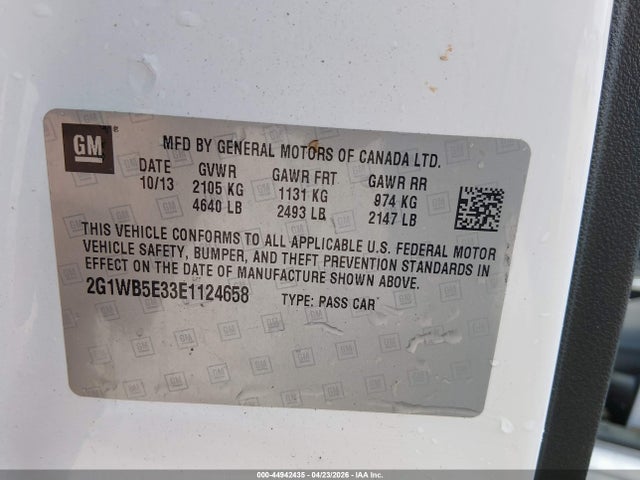 GM
MFD BY GENERAL MOTORS OF CANADA LTD.
DATE GVWR GAWR FRT GAWR RR
10/13 2105 KG 1131 KG 974 KG
4640 LB 2493 LB 2147 LB
THIS VEHICLE CONFORMS TO ALL APPLICABLE U.S. FEDERAL MOTOR
VEHICLE SAFETY, BUMPER, AND THEFT PREVENTION STANDARDS IN
EFFECT ON THE DATE OF MANUFACTURE SHOWN ABOVE.
2G1WB5E33E1124658 TYPE: PASS CAR
000-44942435 - 04/23/2026 - IAA Inc.